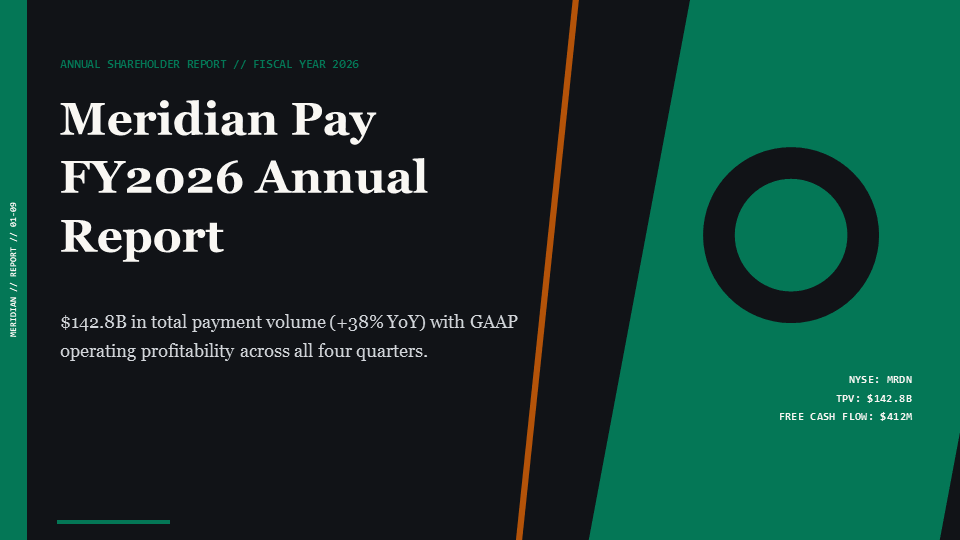 ANNUAL SHAREHOLDER REPORT // FISCAL YEAR 2026
Meridian Pay
FY2026 Annual
Report
$142.8B in total payment volume (+38% YoY) with GAAP
operating profitability across all four quarters.
MERIDIAN // REPORT // 01-09
NYSE: MRDN
TPV: $142.8B
FREE CASH FLOW: $412M